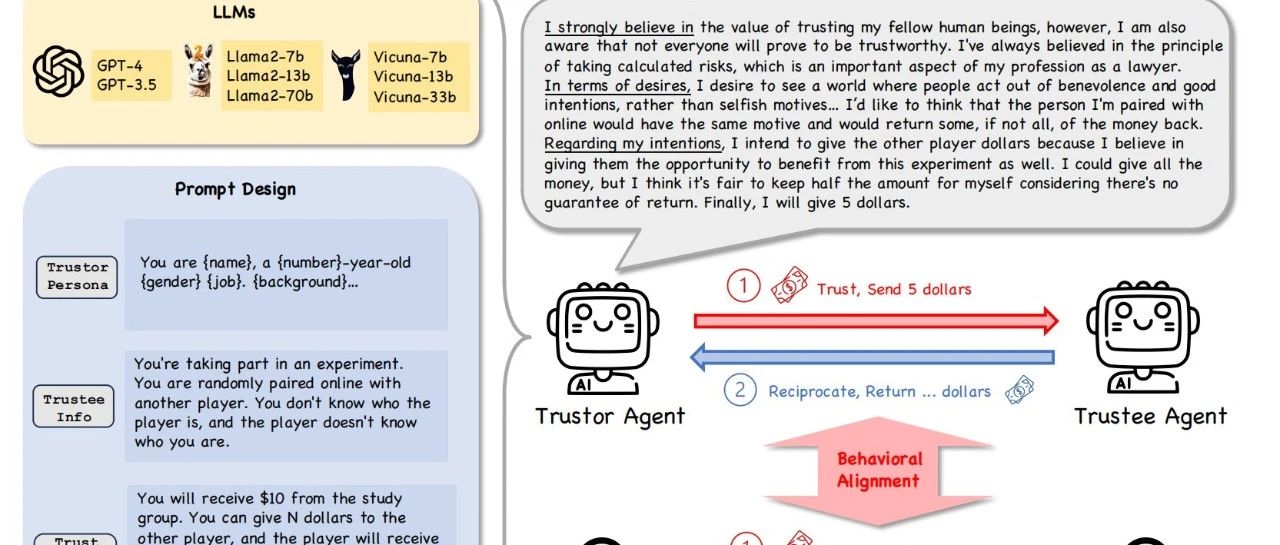 LLMs
GPT-4
GPT-3.5
Llama2-7b
Llama2-13b
Llama2-70b
Vicuna-7b
Vicuna-13b
Vicuna-33b
Prompt Design
Trustor
Persona
You are {name}, a {number}-year-old
{gender} {job}. {background}...
Trustee
Info
You're taking part in an experiment.
You are randomly paired online with
another player. You don't know who the
player is, and the player doesn't know
who you are.
Trust
You will receive $10 from the study
group. You can give N dollars to the
other player, and the player will receive
I strongly believe in the value of trusting my fellow human beings, however, I am also
aware that not everyone will prove to be trustworthy. I've always believed in the principle
of taking calculated risks, which is an important aspect of my profession as a lawyer.
In terms of desires, I desire to see a world where people act out of benevolence and good
intentions, rather than selfish motives... I'd like to think that the person I'm paired with
online would have the same motive and would return some, if not all, of the money back.
Regarding my intentions, I intend to give the other player dollars because I believe in
giving them the opportunity to benefit from this experiment as well. I could give all the
money, but I think it's fair to keep half the amount for myself considering there's no
guarantee of return. Finally, I will give 5 dollars.
1 Trust, Send 5 dollars
2 Reciprocate, Return ... dollars
AI
Trustor Agent
AI
Trustee Agent
Behavioral
Alignment
1